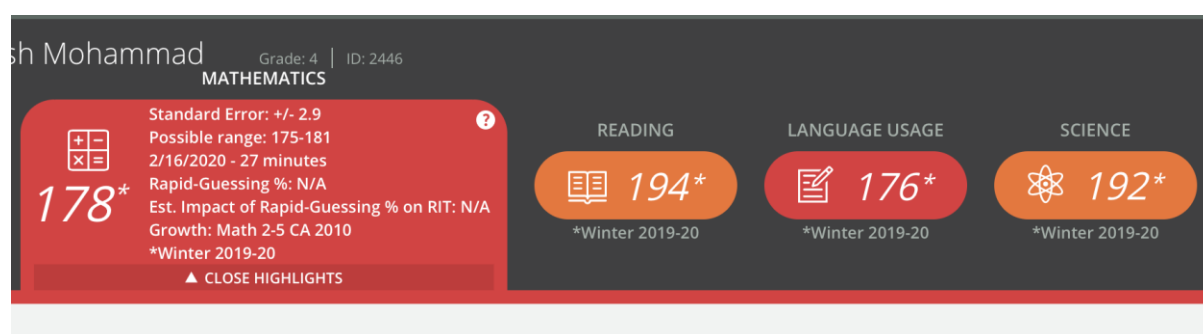 Mohammad Grade: 4 | ID: 2446
MATHEMATICS
Standard Error: +/- 2.9
Possible range: 175-181
2/16/2020 - 27 minutes
Rapid-Guessing %: N/A
Est. Impact of Rapid-Guessing % on RIT: N/A
Growth: Math 2-5 CA 2010
*Winter 2019-20
178*
?
▲ CLOSE HIGHLIGHTS
READING
194*
*Winter 2019-20
LANGUAGE USAGE
176*
*Winter 2019-20
SCIENCE
192*
*Winter 2019-20